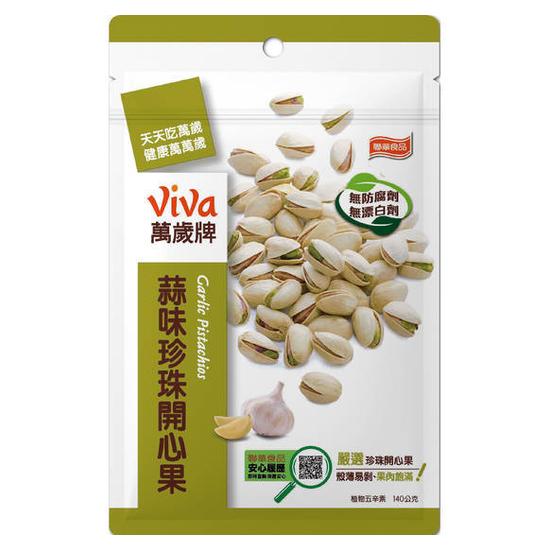 天天吃萬歲
健康萬萬歲
聯華食品
無防腐劑
無漂白劑
Viva
萬歲牌
蒜味珍珠開心果
Garlic Pistachios
聯華食品
安心履歷
嚴選珍珠開心果
殼薄易剝、果肉飽滿！
植物五辛素 140公克